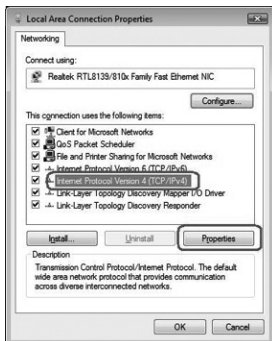 Local Area Connection Properties
Networking
Connect using:
Realtek RTL8139/810x Family Fast Ethernet NIC
Configure...
This connection uses the following items:
Client for Microsoft Networks
QoS Packet Scheduler
File and Printer Sharing for Microsoft Networks
Internet Protocol Version 6 (TCP/IPv6)
Internet Protocol Version 4 (TCP/IPv4)
Link-Layer Topology Discovery Mapper I/O Driver
Link-Layer Topology Discovery Responder
Install...
Uninstall
Properties
Description
Transmission Control Protocol/Internet Protocol. The default
wide area network protocol that provides communication
across diverse interconnected networks.
OK
Cancel